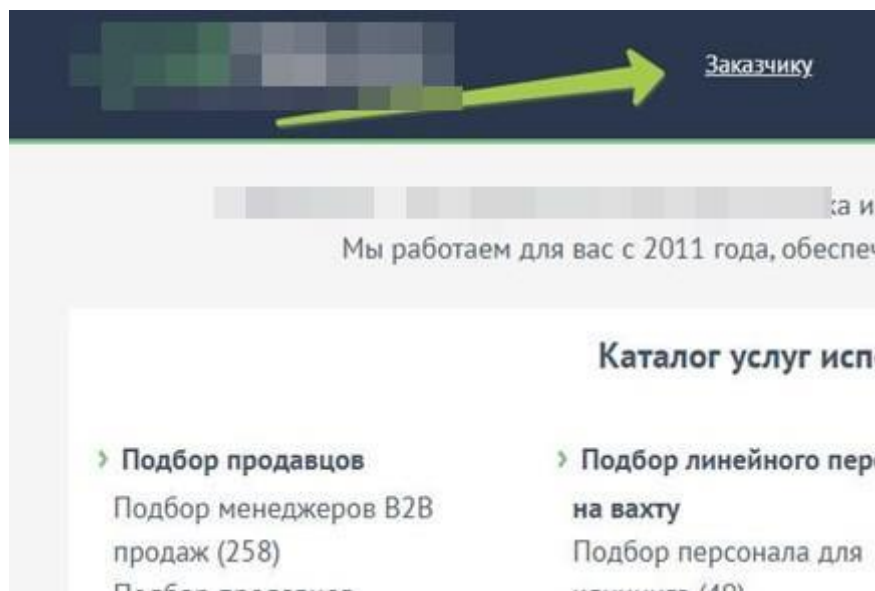 Заказчику
ка и
Мы работаем для вас с 2011 года, обеспеч
Каталог услуг исп
Подбор продавцов
Подбор линейного пер
Подбор менеджеров B2B
на вахту
продаж (258)
Подбор персонала для